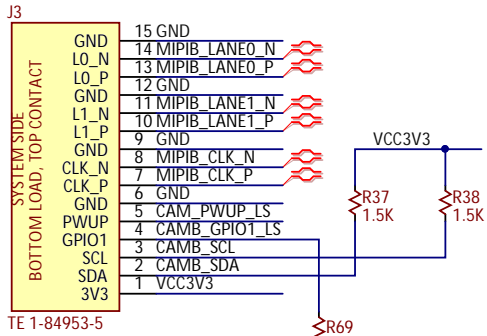 J3
15 GND
GND
14 MIPIB_LANE0_N
L0_N
13 MIPIB_LANE0_P
L0_P
12 GND
GND
11 MIPIB_LANE1_N
L1_N
10 MIPIB_LANE1_P
L1_P
9 GND
GND
8 MIPIB_CLK_N
CLK_N
7 MIPIB_CLK_P
CLK_P
6 GND
GND
5 CAM_PWUP_LS
PWUP
4 CAMB_GPIO1_LS
GPIO1
3 CAMB_SCL
SCL
2 CAMB_SDA
SDA
1 VCC3V3
3V3
SYSTEM SIDE
BOTTOM LOAD, TOP CONTACT
TE 1-84953-5
VCC3V3
R37
1.5K
R38
1.5K
R69